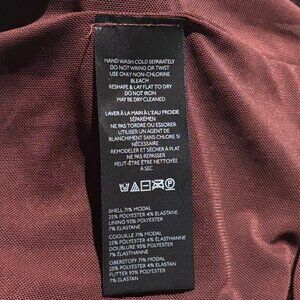 HAND WASH COLD SEPARATELY
DO NOT WRING OR TWIST
USE ONLY NON-CHLORINE
BLEACH
RESHAPE & LAY FLAT TO DRY
DO NOT IRON
MAY BE DRY CLEANED
LAVER À LA MAIN À L'EAU FROIDE
SÉPARÉMEN
NE PAS TORDRE OU ESSORER
UTILISER UN AGENT DE
BLANCHIMENT SANS CHLORE SI
NÉCESSAIRE
REMODELER ET SÉCHER À PLAT
NE PAS REPASSER
PEUT-ÊTRE ÊTRE NETTOYÉE
À SEC
SHELL 71% MODAL
25% POLYESTER 4% ELASTANE
LINING 93% POLYESTER
7% ELASTANE
COQUILLE 71% MODAL
25% POLYESTER 4% ÉLASTHANNE
DOUBLURE 93% POLYESTER
7% ÉLASTHANNE
OBERSTOFF 71% MODAL
25% POLYESTER 4% ELASTAN
FUTTER 93% POLYESTER
7% ELASTAN